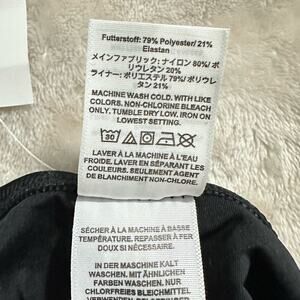 Futterstoff: 79% Polyester/ 21%
Elastan
メインファブリック: ナイロン 80%/ ポ
リウレタン 20%
ライナー: ポリエステル 79%/ ポリウレ
タン 21%
MACHINE WASH COLD. WITH LIKE
COLORS. NON-CHLORINE BLEACH
ONLY. TUMBLE DRY LOW. IRON ON
LOWEST SETTING.
30
LAVER À LA MACHINE À L'EAU
FROIDE. LAVER EN SÉPARANT LES
COULEURS. SEULEMENT AGENT DE
BLANCHIMENT NON-CHLORE.
SÉCHER À LA MACHINE À BASSE
TEMPÉRATURE. REPASSER À FER
DOUX SI NÉCESSAIRE.
IN DER MASCHINE KALT
WASCHEN. MIT ÄHNLICHEN
FARBEN WASCHEN. NUR
CHLORFREIES BLEICHMITTEL